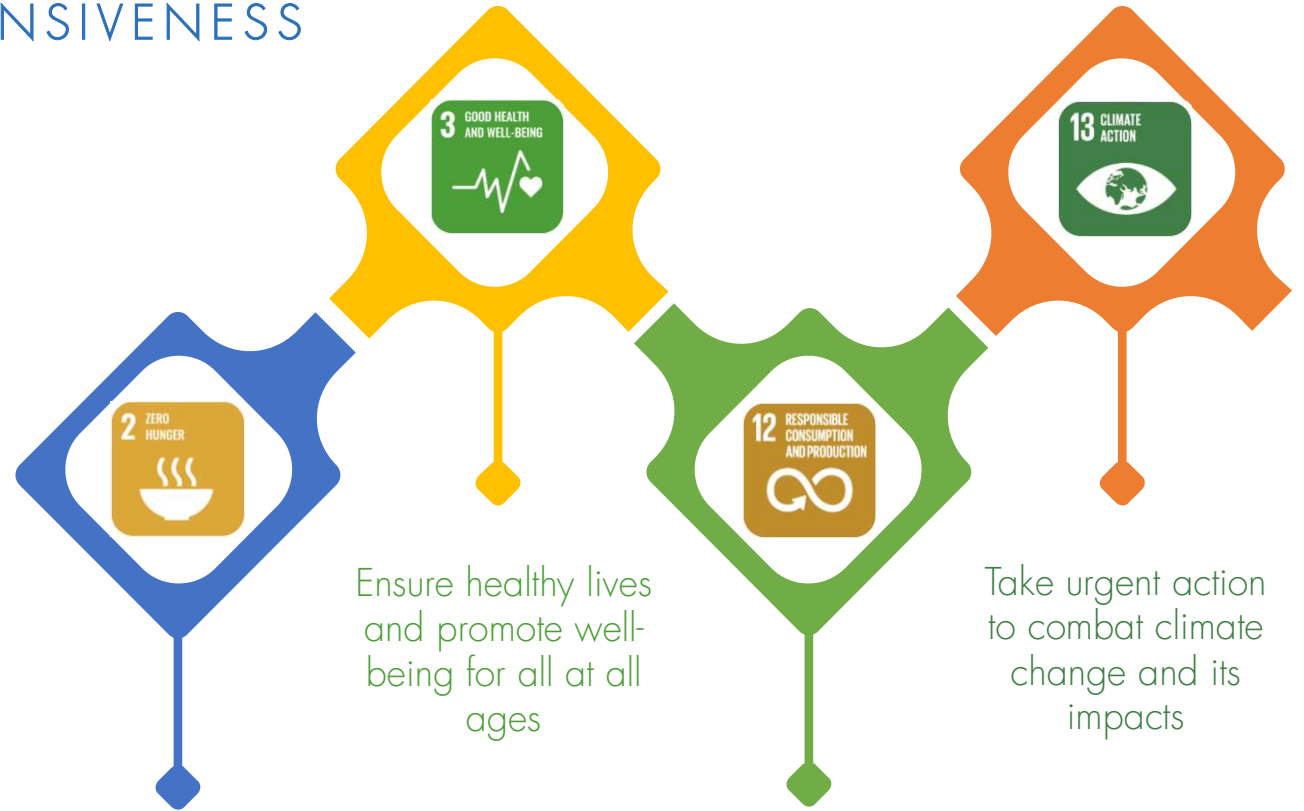 NSIVENESS
3 GOOD HEALTH
AND WELL-BEING
13 CLIMATE
ACTION
2 ZERO
HUNGER
12 RESPONSIBLE
CONSUMPTION
AND PRODUCTION
Ensure healthy lives
and promote well-
being for all at all
ages
Take urgent action
to combat climate
change and its
impacts